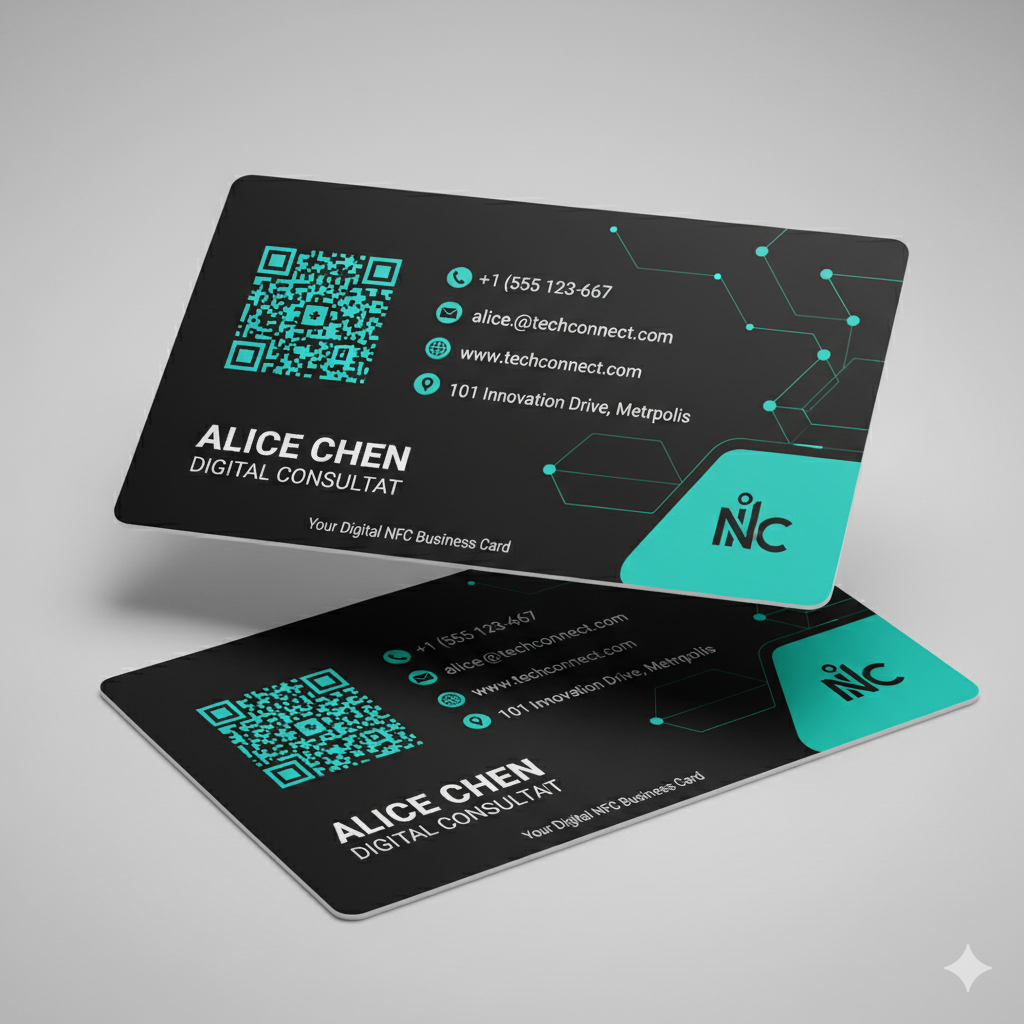 +1 (555 123-667
alice.@techconnect.com
www.techconnect.com
101 Innovation Drive, Metrpolis
ALICE CHEN
DIGITAL CONSULTAT
Your Digital NFC Business Card
NC
+1 (555 123-467
alice@techconnect.com
www.techconnect.com
101 Innovation Drive, Metrpolis
ALICE CHEN
DIGITAL CONSULTAIT
Your Digital NFC Business Card
NC